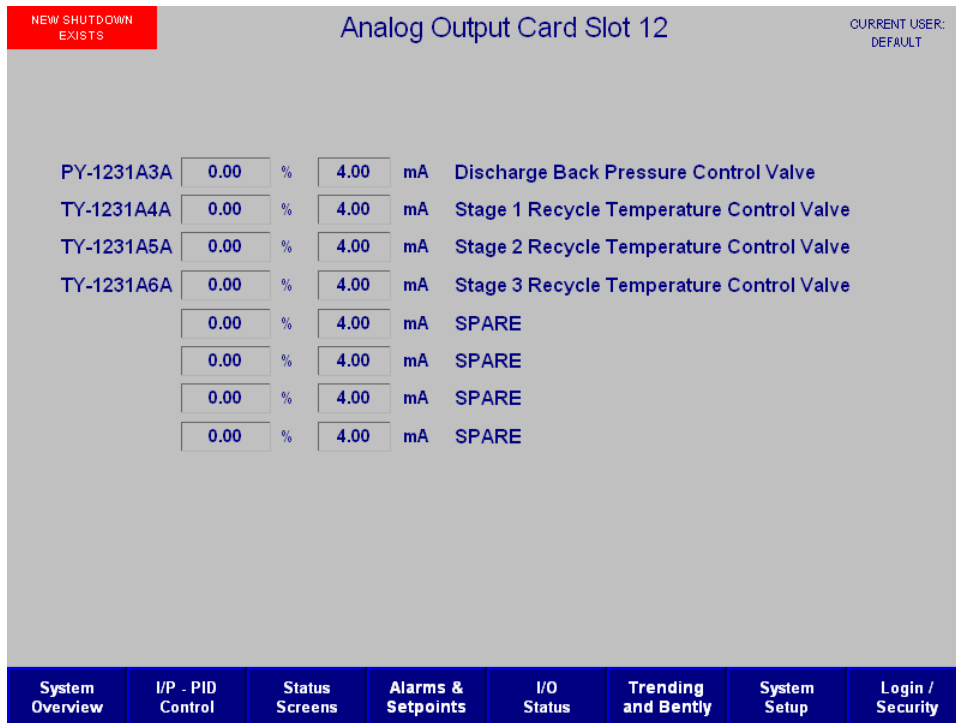 NEW SHUTDOWN
EXISTS
Analog Output Card Slot 12
CURRENT USER:
DEFAULT
PY-1231A3A 0.00 % 4.00 mA Discharge Back Pressure Control Valve
TY-1231A4A 0.00 % 4.00 mA Stage 1 Recycle Temperature Control Valve
TY-1231A5A 0.00 % 4.00 mA Stage 2 Recycle Temperature Control Valve
TY-1231A6A 0.00 % 4.00 mA Stage 3 Recycle Temperature Control Valve
0.00 % 4.00 mA SPARE
0.00 % 4.00 mA SPARE
0.00 % 4.00 mA SPARE
0.00 % 4.00 mA SPARE
System
Overview
I/P - PID
Control
Status
Screens
Alarms &
Setpoints
I/O
Status
Trending
and Bently
System
Setup
Login /
Security